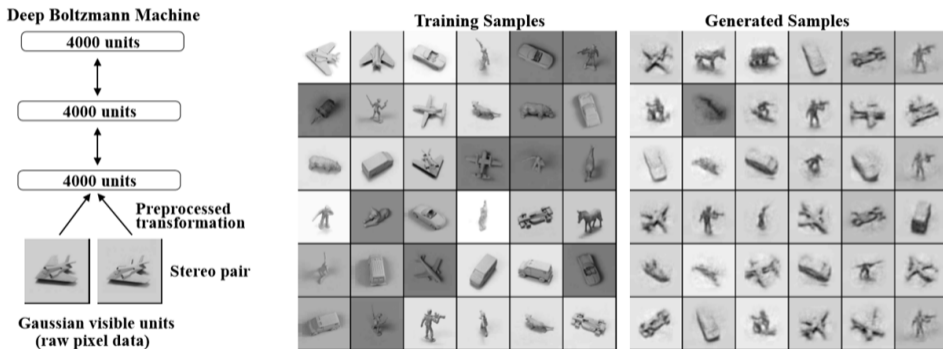 Deep Boltzmann Machine
4000 units
4000 units
4000 units
Preprocessed
transformation
Stereo pair
Gaussian visible units
(raw pixel data)
Training Samples
Generated Samples